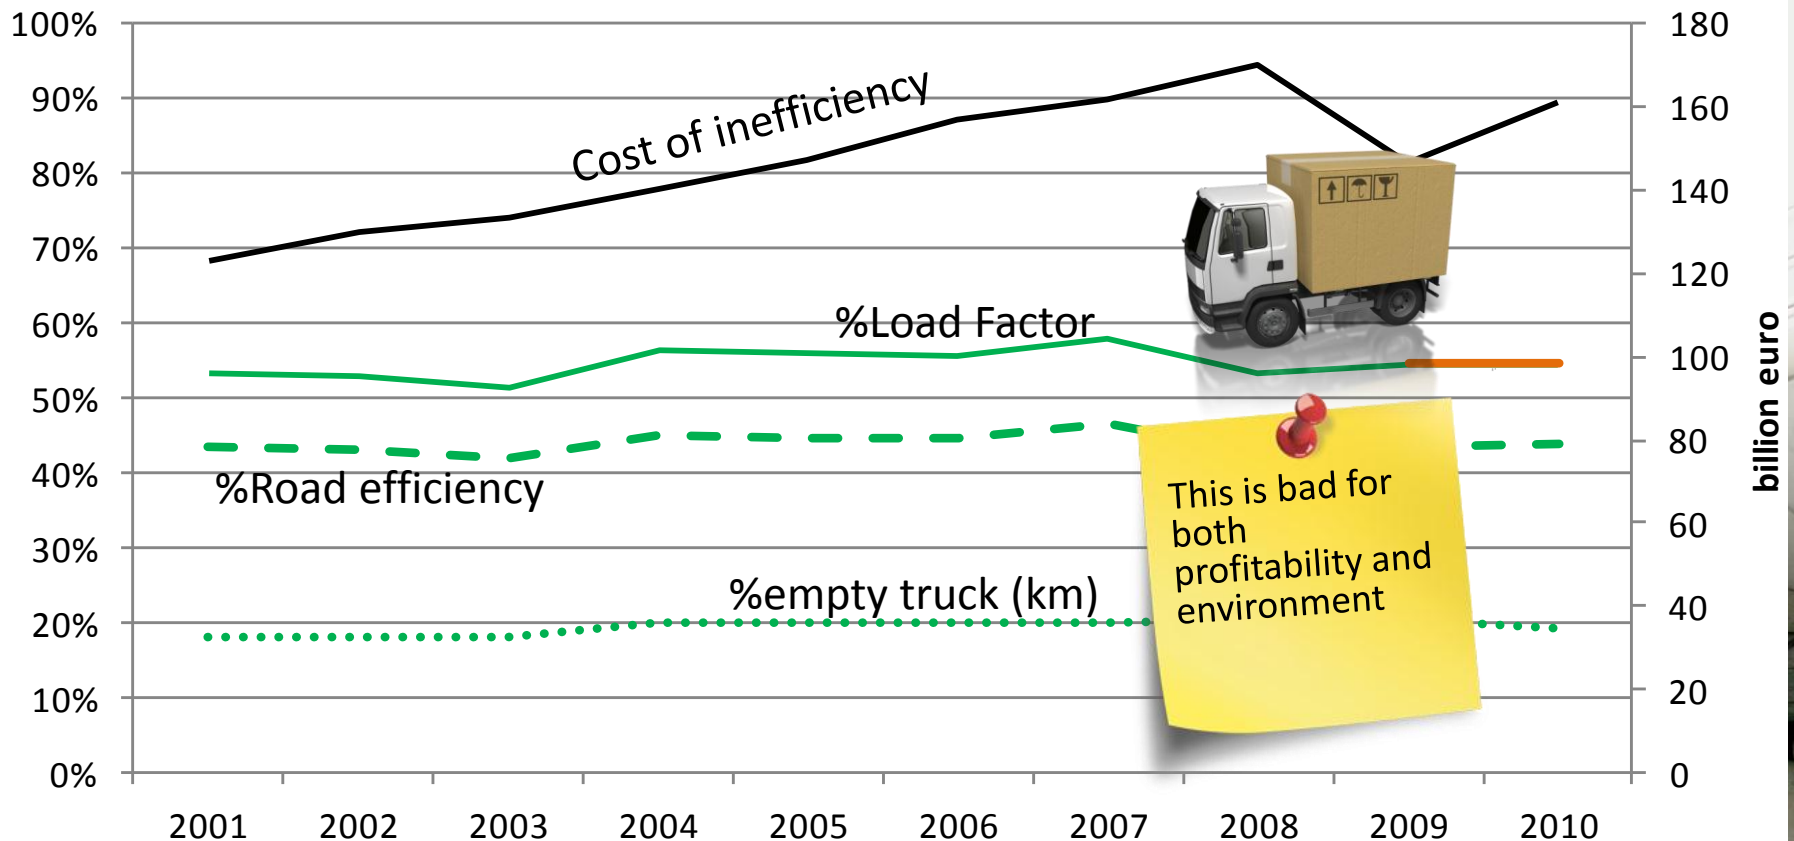 100%
90%
80%
70%
60%
50%
40%
30%
20%
10%
0%
180
160
140
120
100
80
60
40
20
0
billion euro
Cost of inefficiency
%Load Factor
%Road efficiency
%empty truck (km)
This is bad for
both
profitability and
environment
2001 2002 2003 2004 2005 2006 2007 2008 2009 2010